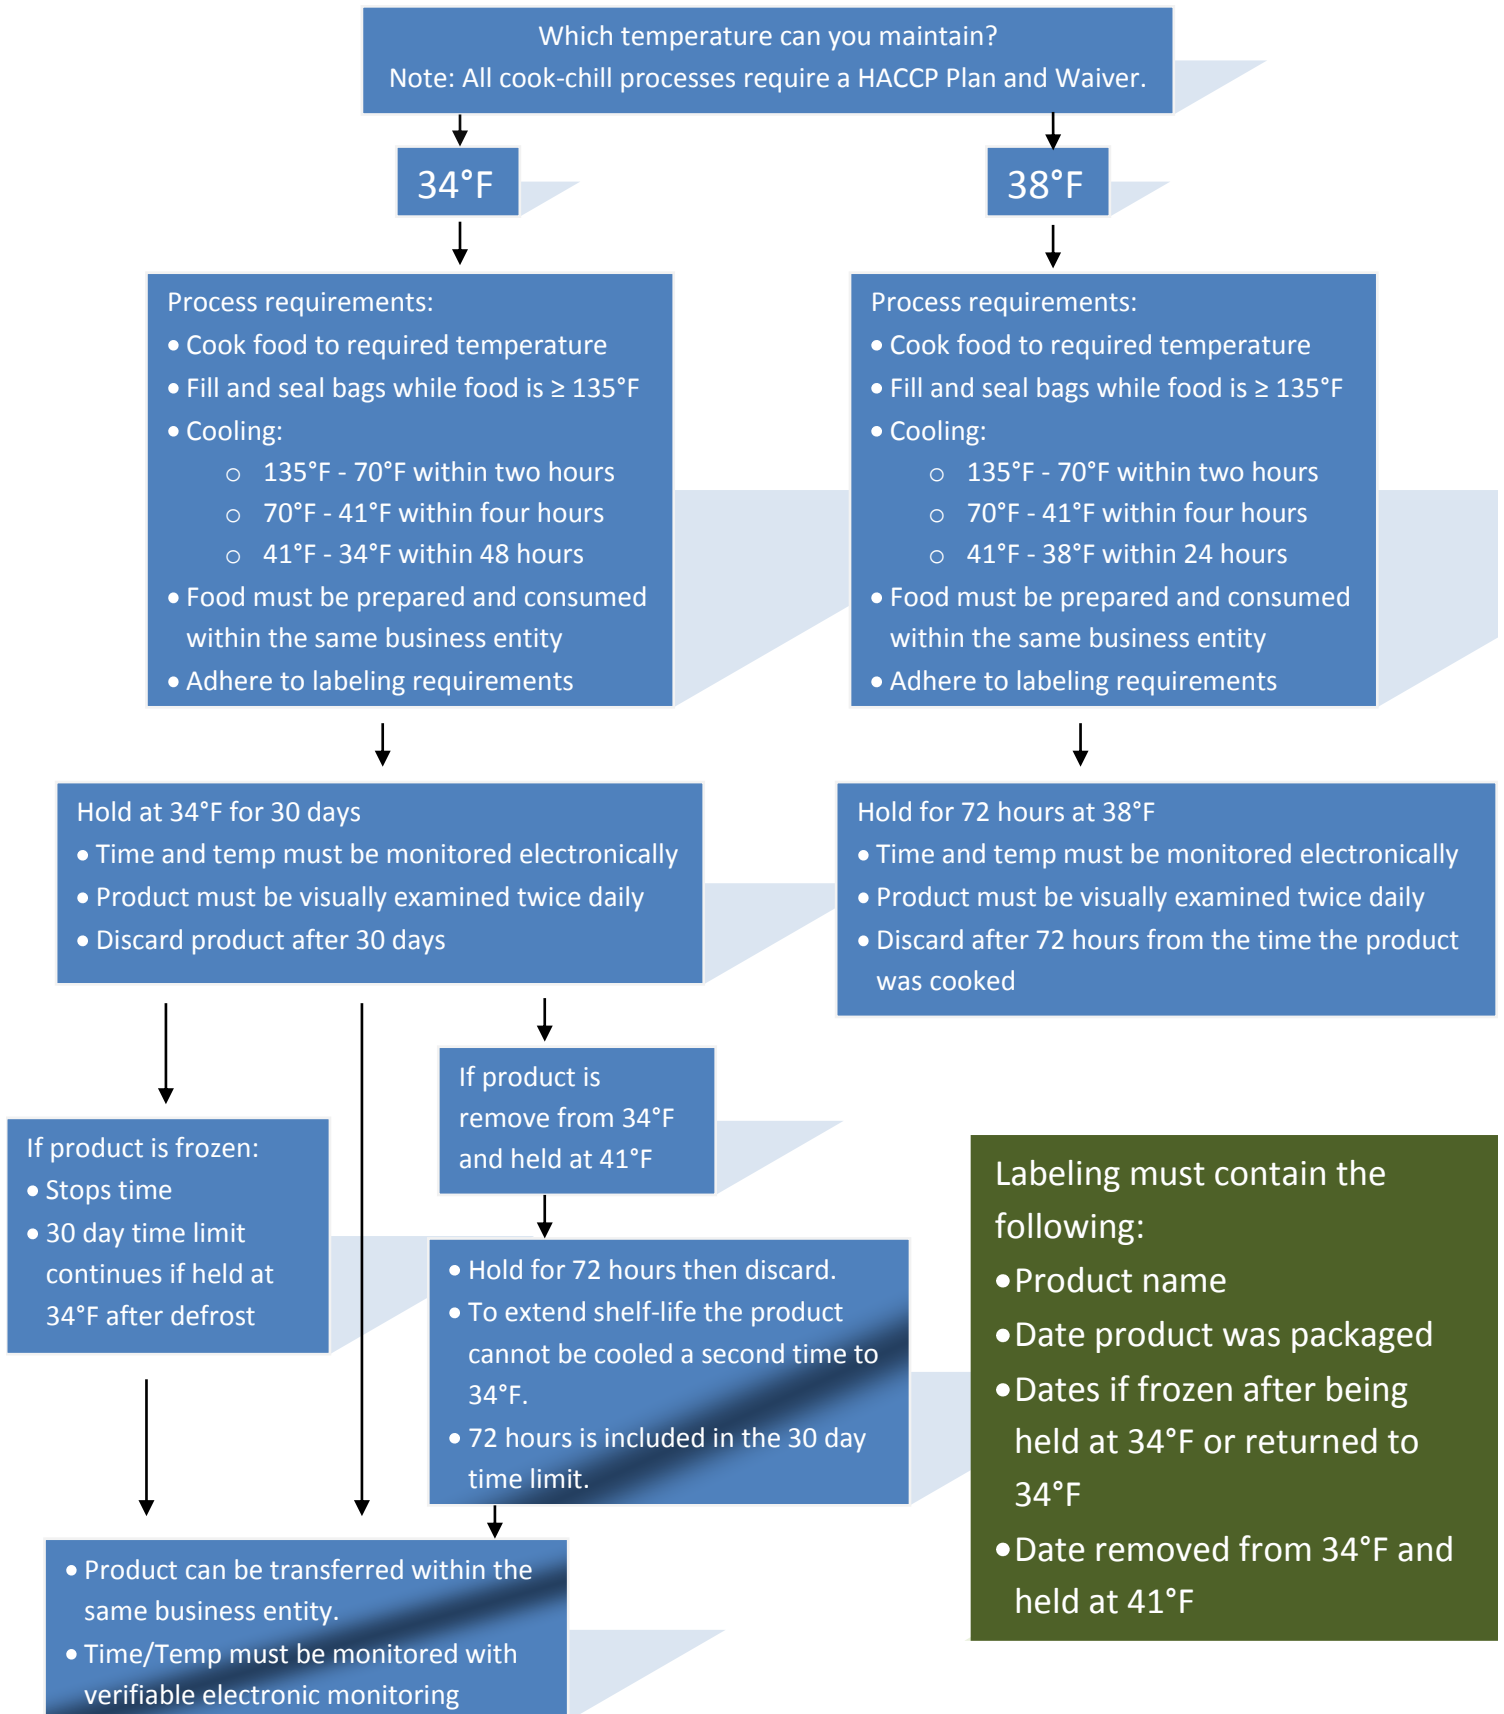 Which temperature can you maintain?
Note: All cook-chill processes require a HACCP Plan and Waiver.
34°F
38°F
Process requirements:
• Cook food to required temperature
• Fill and seal bags while food is ≥ 135°F
• Cooling:
o 135°F - 70°F within two hours
o 70°F - 41°F within four hours
o 41°F - 34°F within 48 hours
• Food must be prepared and consumed
within the same business entity
• Adhere to labeling requirements
Process requirements:
• Cook food to required temperature
• Fill and seal bags while food is ≥ 135°F
• Cooling:
o 135°F - 70°F within two hours
o 70°F - 41°F within four hours
o 41°F - 38°F within 24 hours
• Food must be prepared and consumed
within the same business entity
• Adhere to labeling requirements
Hold at 34°F for 30 days
• Time and temp must be monitored electronically
• Product must be visually examined twice daily
• Discard product after 30 days
Hold for 72 hours at 38°F
• Time and temp must be monitored electronically
• Product must be visually examined twice daily
• Discard after 72 hours from the time the product
was cooked
If product is
remove from 34°F
and held at 41°F
If product is frozen:
• Stops time
• 30 day time limit
continues if held at
34°F after defrost
• Hold for 72 hours then discard.
• To extend shelf-life the product
cannot be cooled a second time to
34°F.
• 72 hours is included in the 30 day
time limit.
Labeling must contain the
following:
• Product name
• Date product was packaged
• Dates if frozen after being
held at 34°F or returned to
34°F
• Date removed from 34°F and
held at 41°F
• Product can be transferred within the
same business entity.
• Time/Temp must be monitored with
verifiable electronic monitoring